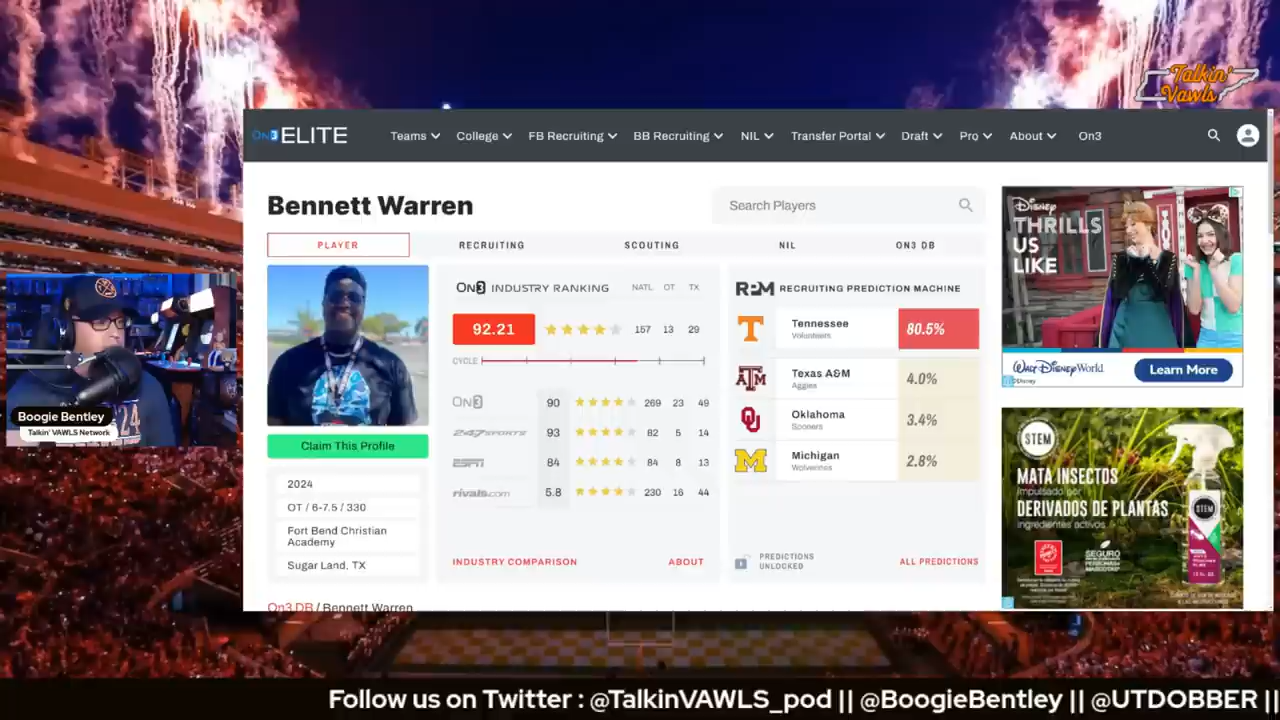 Talkin'
Vawls
On3 ELITE
Teams College FB Recruiting BB Recruiting NIL Transfer Portal Draft Pro About On3
Bennett Warren
Search Players
PLAYER RECRUITING SCOUTING NIL ON3 DB
On3 INDUSTRY RANKING NATL OT TX
92.21 157 13 29
CYCLE
On3 90 269 23 49
247SPORTS 93 82 5 14
ESPN 84 84 8 13
rivals.com 5.8 230 16 44
INDUSTRY COMPARISON ABOUT
RPM RECRUITING PREDICTION MACHINE
Tennessee 80.5%
Volunteers
Texas A&M 4.0%
Aggies
Oklahoma 3.4%
Sooners
Michigan 2.8%
Wolverines
PREDICTIONS
UNLOCKED
ALL PREDICTIONS
Claim This Profile
2024
OT / 6-7.5 / 330
Fort Bend Christian
Academy
Sugar Land, TX
On3 DB / Bennett Warren
Disney
THRILLS
US
LIKE
Walt Disney World
Learn More
©Disney
STEM
MATA INSECTOS
impulsado por
DERIVADOS DE PLANTAS
ingredientes activos
STEM
Boogie Bentley
Talkin' VAWLS Network
24
Follow us on Twitter : @TalkinVAWLS_pod || @BoogieBentley || @UTDOBBER ||